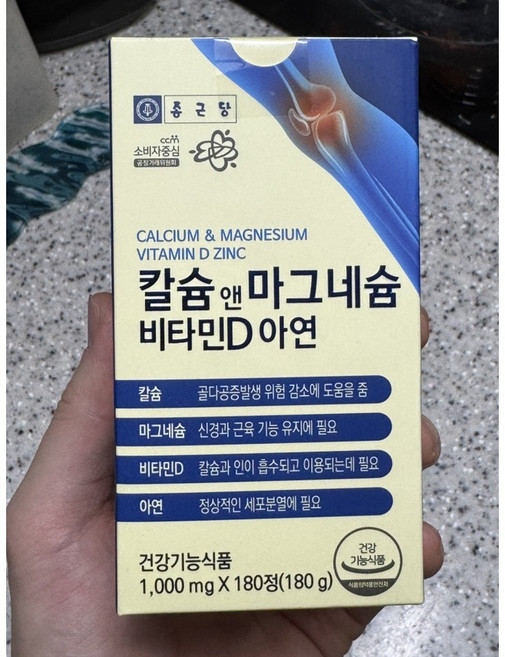 종근당
CCM
소비자중심
공정거래위원회
CALCIUM & MAGNESIUM
VITAMIN D ZINC
칼슘 앤 마그네슘
비타민D 아연
칼슘 골다공증발생 위험 감소에 도움을 줌
마그네슘 신경과 근육 기능 유지에 필요
비타민D 칼슘과 인이 흡수되고 이용되는데 필요
아연 정상적인 세포분열에 필요
건강기능식품
1,000 mg X 180정(180 g)
건강
기능식품
식품의약품안전처